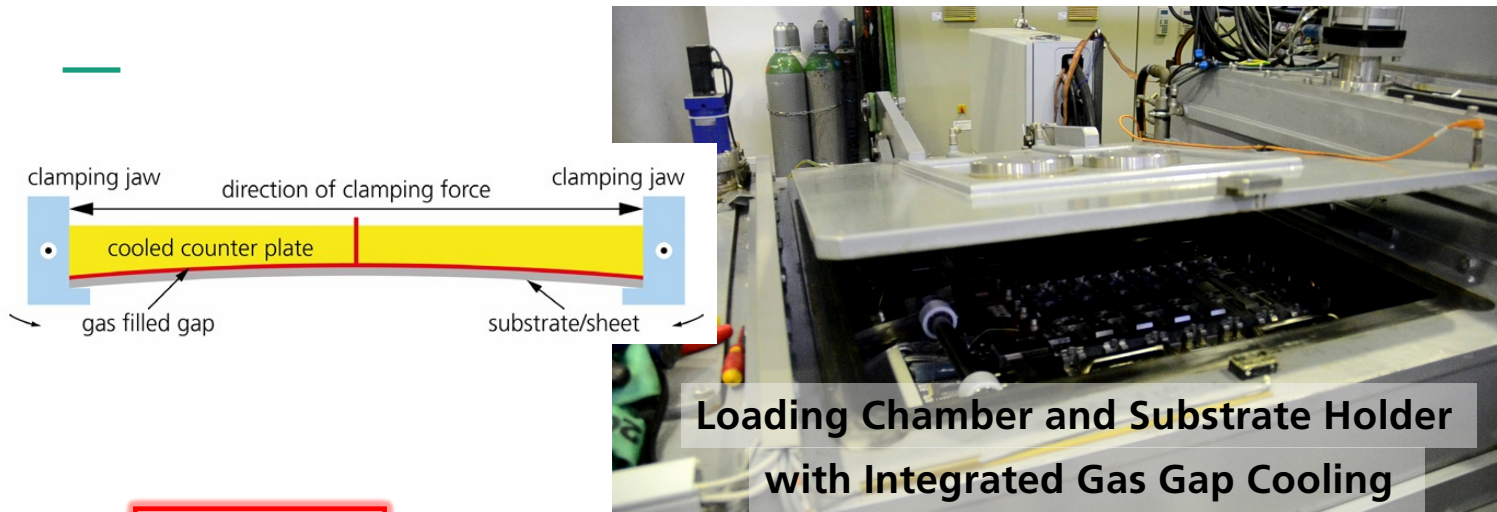 clamping jaw
direction of clamping force
clamping jaw
cooled counter plate
gas filled gap
substrate/sheet
Loading Chamber and Substrate Holder
with Integrated Gas Gap Cooling